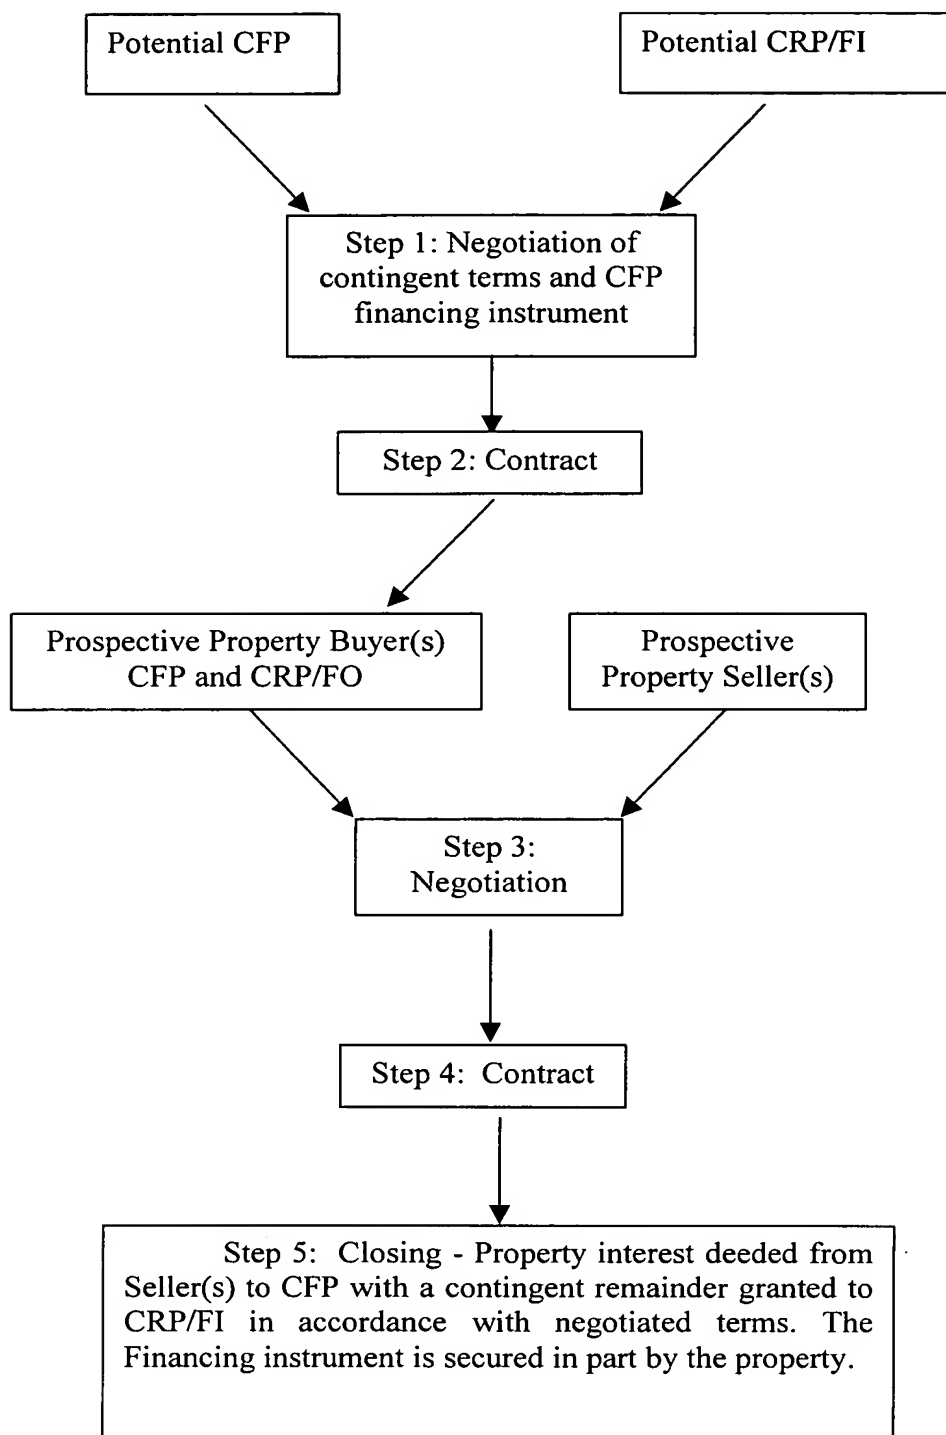 Potential CFP
Potential CRP/FI
Step 1: Negotiation of
contingent terms and CFP
financing instrument
Step 2: Contract
Prospective Property Buyer(s)
CFP and CRP/FO
Prospective
Property Seller(s)
Step 3:
Negotiation
Step 4: Contract
Step 5: Closing - Property interest deeded from
Seller(s) to CFP with a contingent remainder granted to
CRP/FI in accordance with negotiated terms. The
Financing instrument is secured in part by the property.